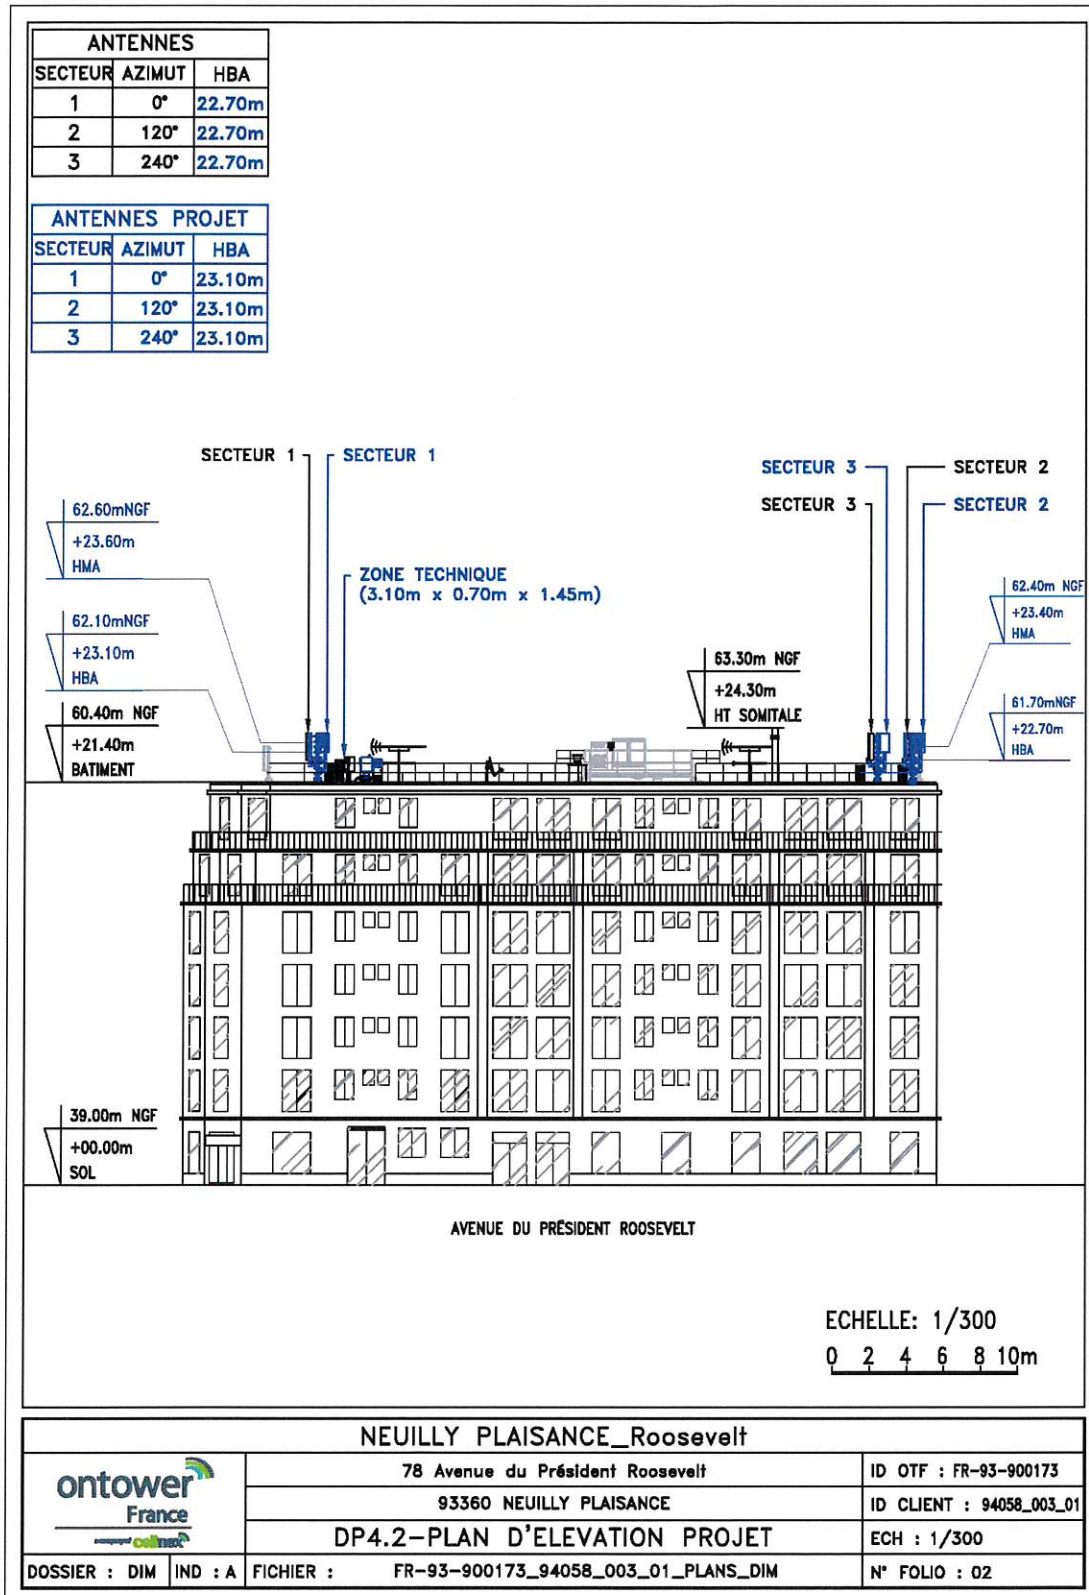 ANTENNES
SECTEUR AZIMUT HBA
1 0° 22.70m
2 120° 22.70m
3 240° 22.70m
ANTENNES PROJET
SECTEUR AZIMUT HBA
1 0° 23.10m
2 120° 23.10m
3 240° 23.10m
SECTEUR 1 SECTEUR 1
SECTEUR 3 SECTEUR 2
SECTEUR 3 SECTEUR 2
62.60mNGF
+23.60m
HMA
ZONE TECHNIQUE
(3.10m x 0.70m x 1.45m)
62.40m NGF
+23.40m
HMA
62.10mNGF
+23.10m
HBA
63.30m NGF
+24.30m
HT SOMITALE
61.70mNGF
+22.70m
HBA
60.40m NGF
+21.40m
BATIMENT
39.00m NGF
+00.00m
SOL
AVENUE DU PRÉSIDENT ROOSEVELT
ECHELLE: 1/300
0 2 4 6 8 10m
NEUILLY PLAISANCE_Roosevelt
ontower
France
cellnex
78 Avenue du Président Roosevelt
ID OTF : FR-93-900173
93360 NEUILLY PLAISANCE
ID CLIENT : 94058_003_01
DP4.2-PLAN D'ELEVATION PROJET
ECH : 1/300
DOSSIER : DIM IND : A FICHIER : FR-93-900173_94058_003_01_PLANS_DIM N° FOLIO : 02